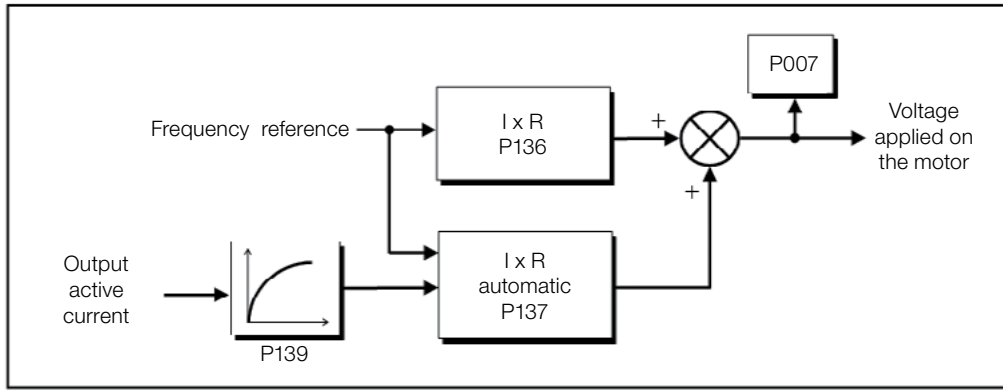 P007
Frequency reference
I x R
P136
+
Voltage
applied on
the motor
+
Output
active
current
I x R
automatic
P137
P139